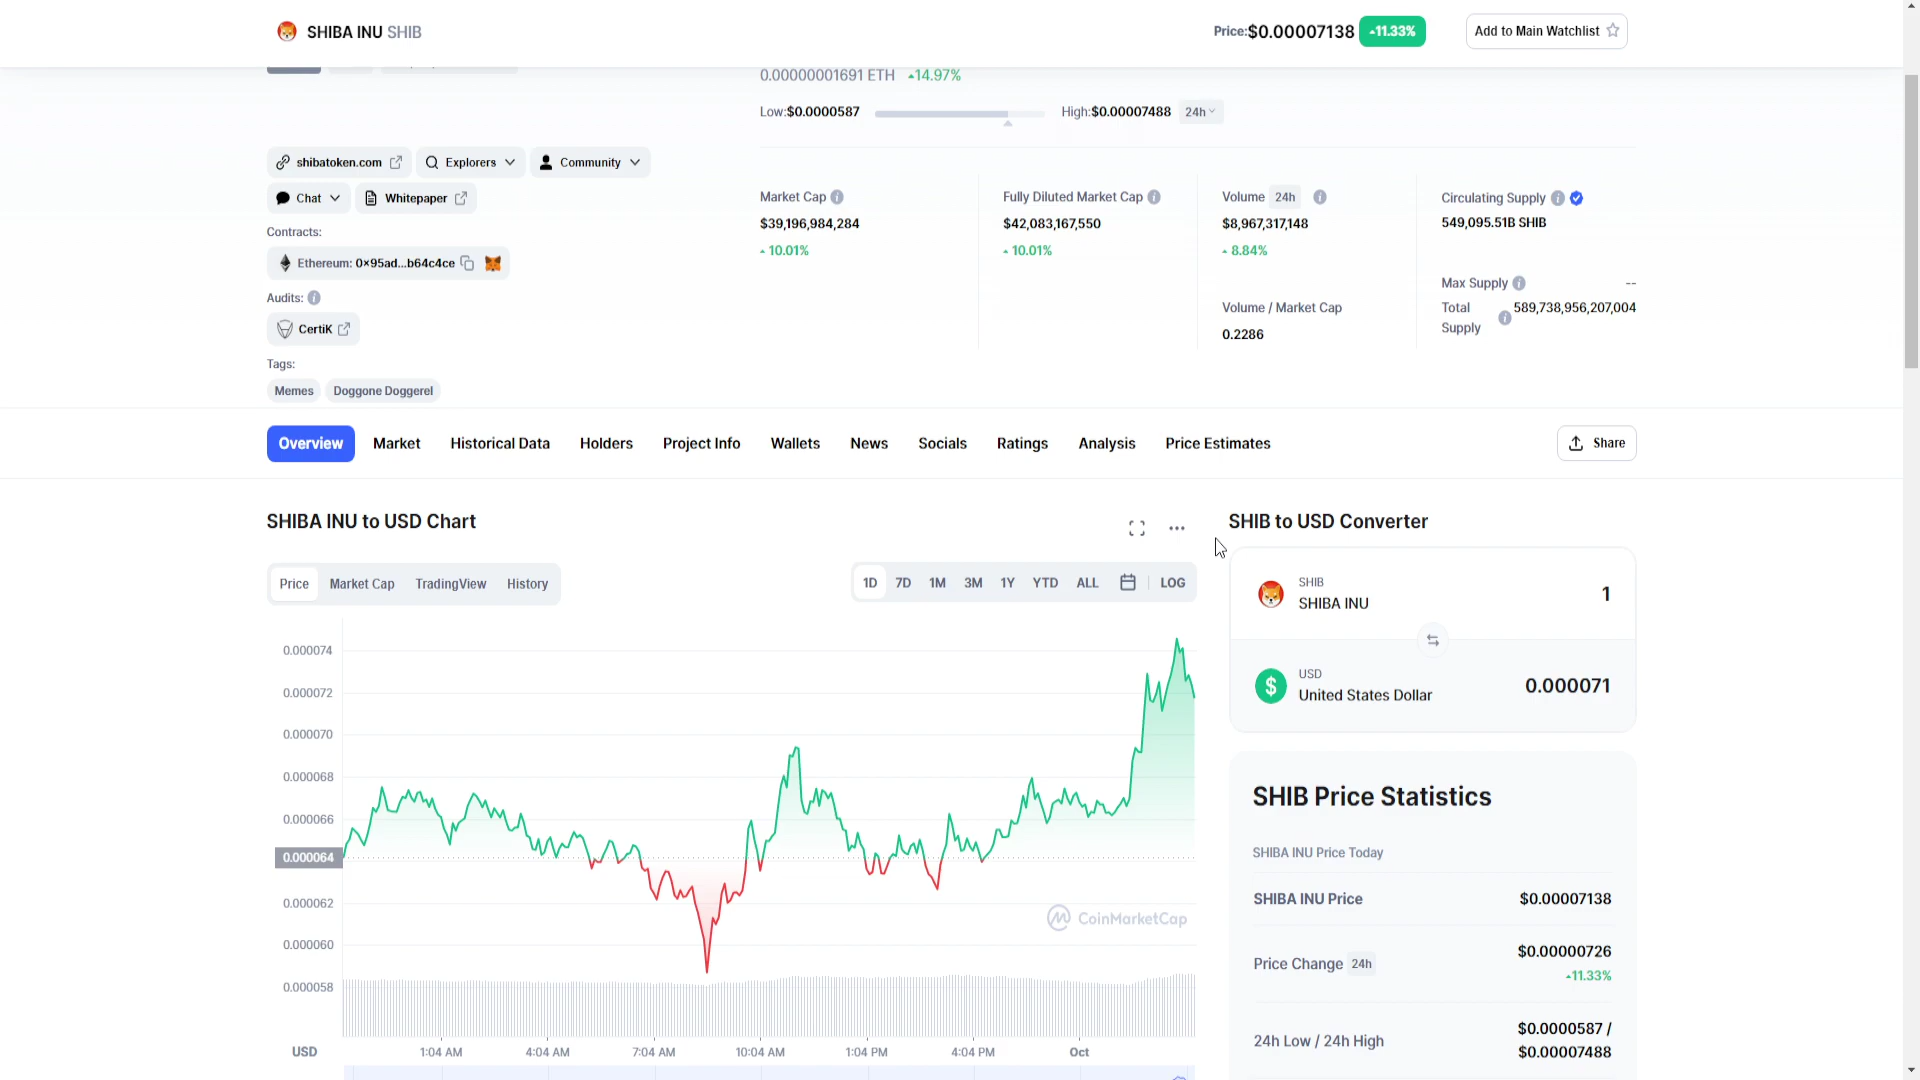 SHIBA INU SHIB
Price:$0.00007138
11.33%
Add to Main Watchlist
0.00000001691 ETH 14.97%
Low:$0.0000587
High:$0.00007488
24h
shibatoken.com
Explorers
Community
Chat
Whitepaper
Contracts:
Ethereum: 0x95ad...b64c4ce
Audits:
CertiK
Tags:
Memes
Doggone Doggerel
Market Cap
$39,196,984,284
10.01%
Fully Diluted Market Cap
$42,083,167,550
10.01%
Volume 24h
$8,967,317,148
8.84%
Volume / Market Cap
0.2286
Circulating Supply
549,095.51B SHIB
Max Supply --
Total Supply 589,738,956,207,004
Overview
Market
Historical Data
Holders
Project Info
Wallets
News
Socials
Ratings
Analysis
Price Estimates
Share
SHIBA INU to USD Chart
Price
Market Cap
TradingView
History
1D
7D
1M
3M
1Y
YTD
ALL
LOG
0.000074
0.000072
0.000070
0.000068
0.000066
0.000064
0.000062
0.000060
0.000058
CoinMarketCap
USD
1:04 AM
4:04 AM
7:04 AM
10:04 AM
1:04 PM
4:04 PM
Oct
SHIB to USD Converter
SHIB
SHIBA INU
1
USD
United States Dollar
0.000071
SHIB Price Statistics
SHIBA INU Price Today
SHIBA INU Price
$0.00007138
Price Change 24h
$0.00000726
11.33%
24h Low / 24h High
$0.0000587 /
$0.00007488